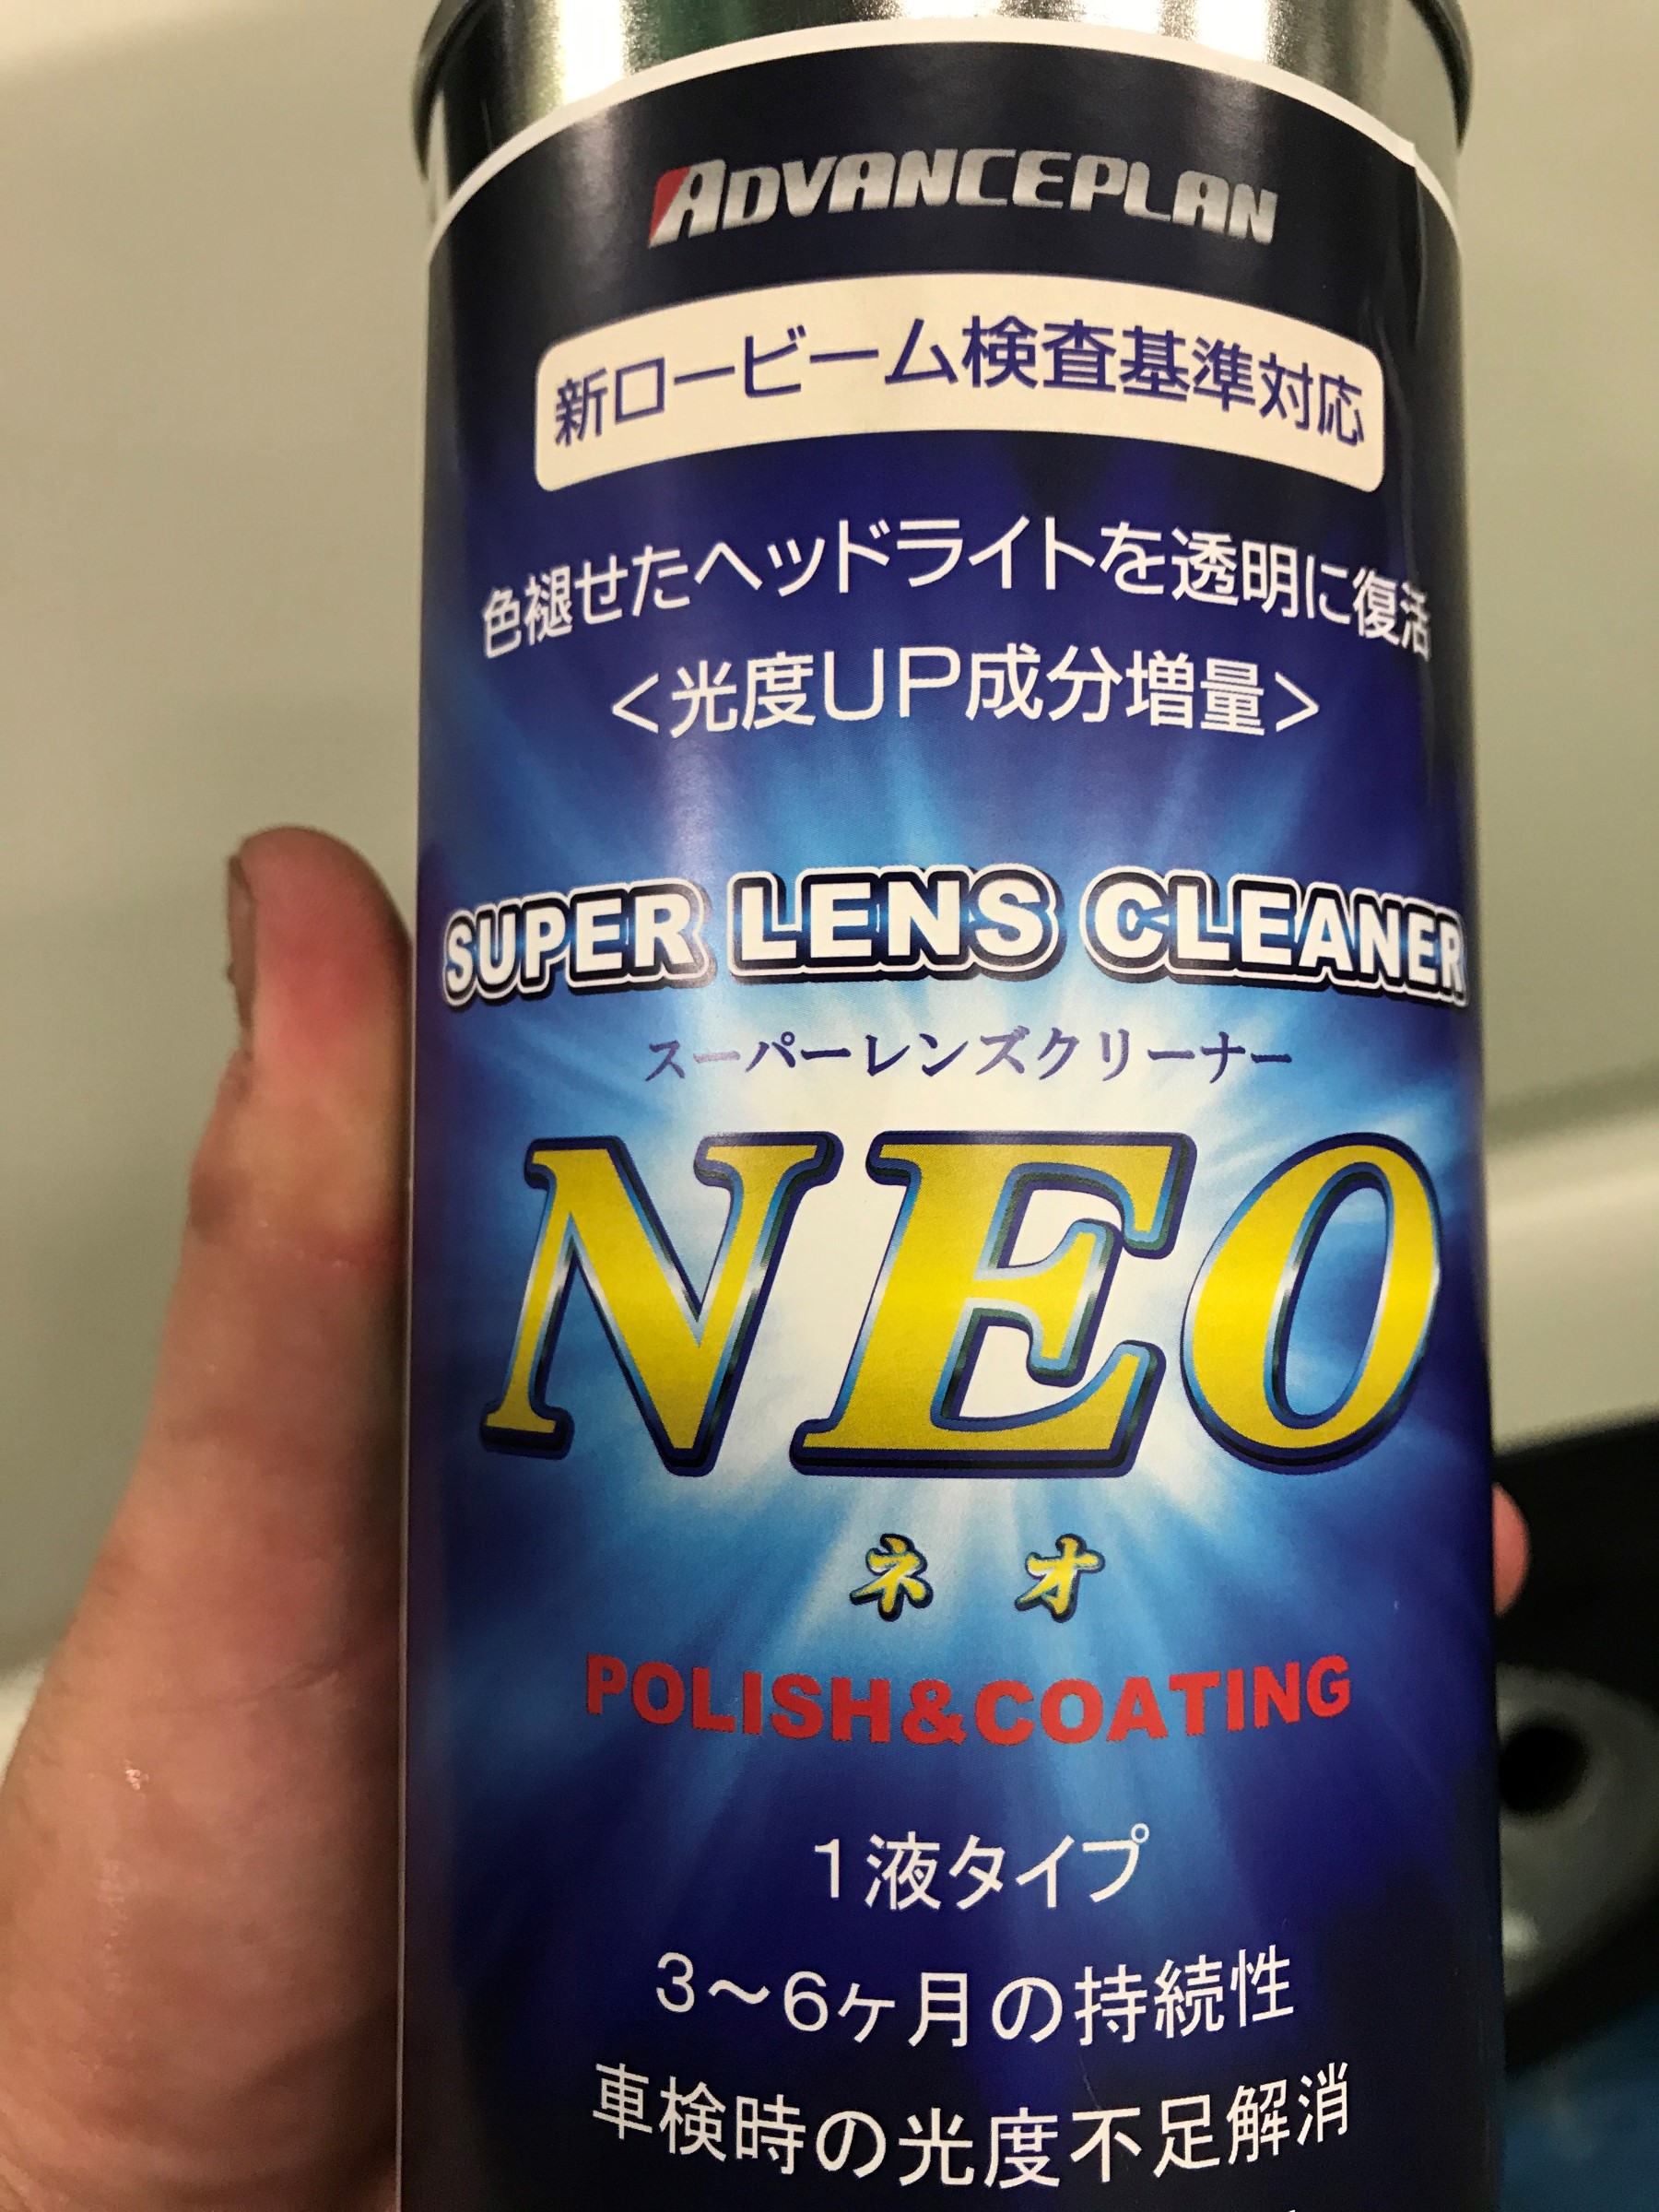 ADVANCEPLAN
新ロービーム検査基準対応
色褪せたヘッドライトを透明に復活
<光度UP成分増量>
SUPER LENS CLEANER
スーパーレンズクリーナー
NEO
ネオ
POLISH&COATING
1液タイプ
3〜6ヶ月の持続性
車検時の光度不足解消